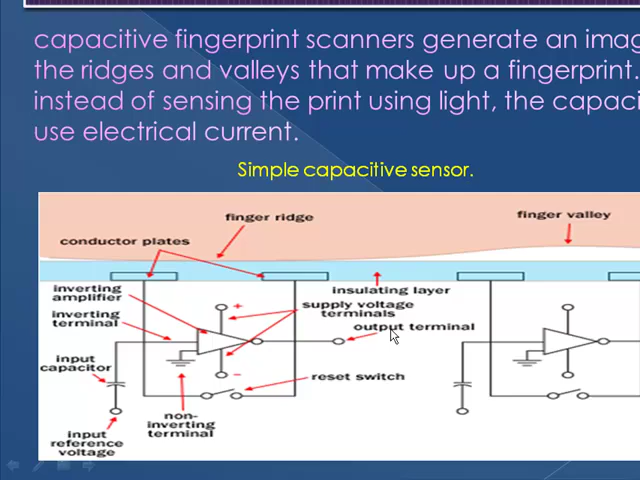 capacitive fingerprint scanners generate an
the ridges and valleys that make up a fingerprint.
instead of sensing the print using light, the
use electrical current.
Simple capacitive sensor.
finger ridge
finger valley
conductor plates
inverting
amplifier
insulating layer
supply voltage
terminals
inverting
terminal
output terminal
input
capacitor
reset switch
non-
inverting
terminal
input
reference
voltage
+
−